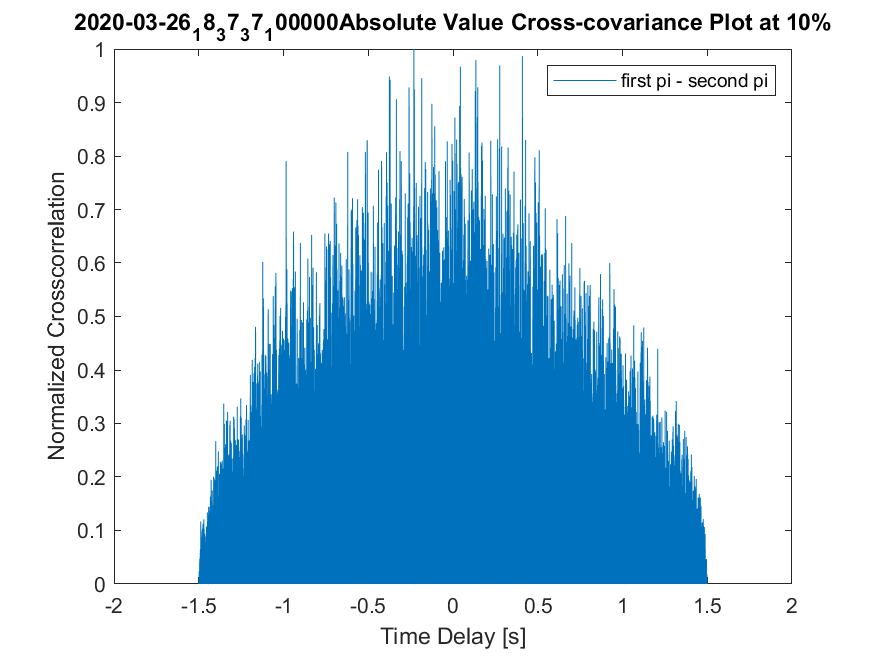 2020-03-26₁8₃7₃7₁00000Absolute Value Cross-covariance Plot at 10%
first pi - second pi
Normalized Crosscorrelation
1
0.9
0.8
0.7
0.6
0.5
0.4
0.3
0.2
0.1
0
-2 -1.5 -1 -0.5 0 0.5 1 1.5 2
Time Delay [s]